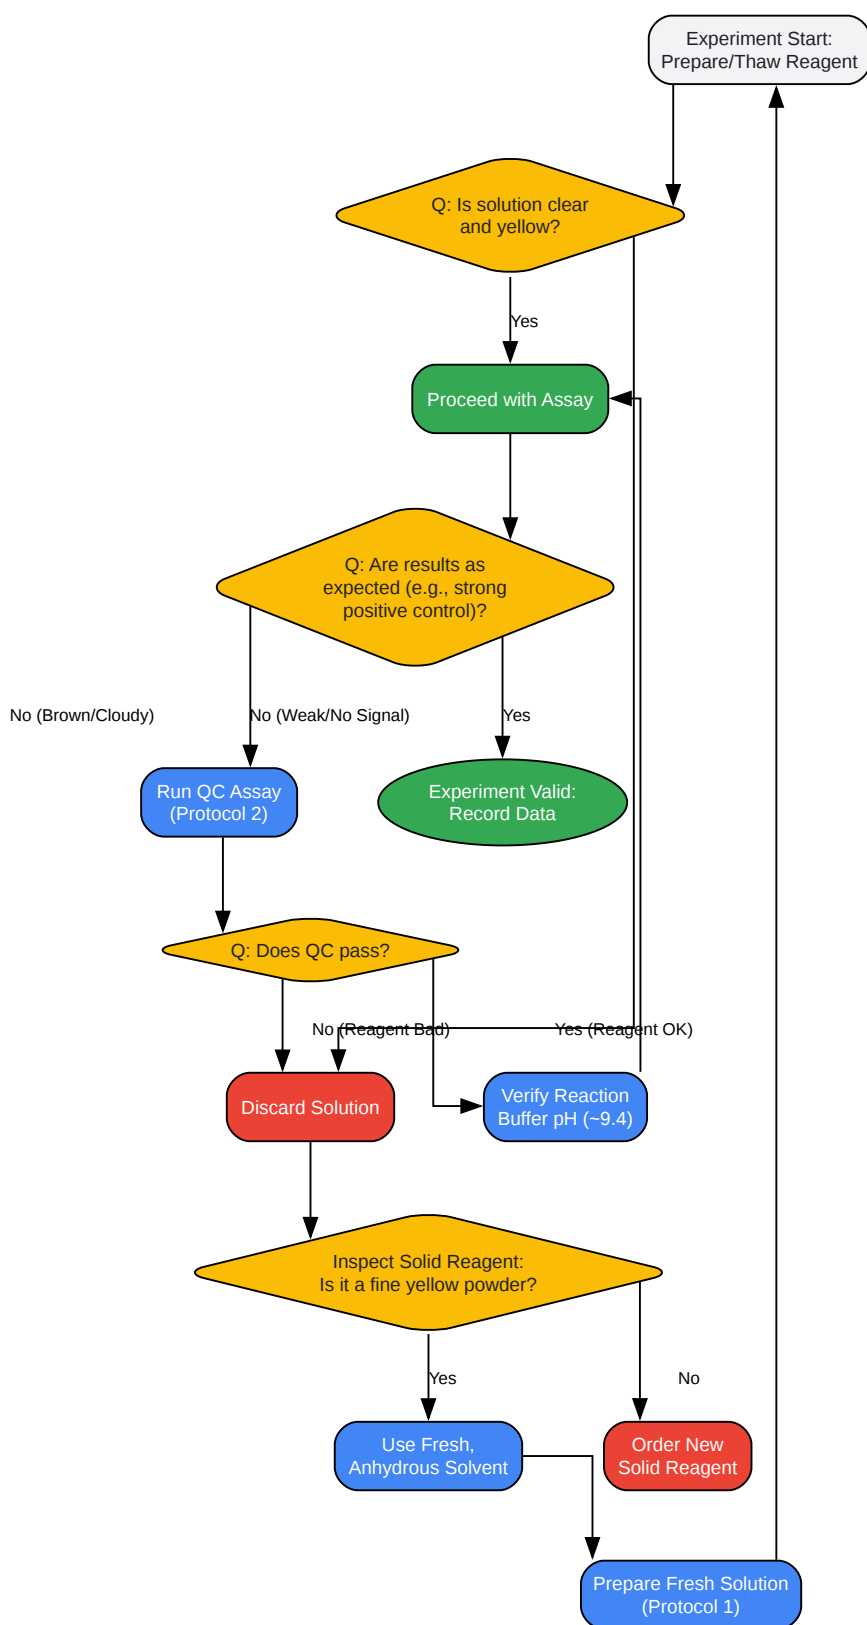 Experiment Start:
Prepare/Thaw Reagent
Q: Is solution clear
and yellow?
Yes
Proceed with Assay
Q: Are results as
expected (e.g., strong
positive control)?
No (Brown/Cloudy)
No (Weak/No Signal)
Yes
Run QC Assay
(Protocol 2)
Experiment Valid:
Record Data
Q: Does QC pass?
No (Reagent Bad)
Yes (Reagent OK)
Discard Solution
Verify Reaction
Buffer pH (~9.4)
Inspect Solid Reagent:
Is it a fine yellow powder?
Yes
No
Use Fresh,
Anhydrous Solvent
Order New
Solid Reagent
Prepare Fresh Solution
(Protocol 1)